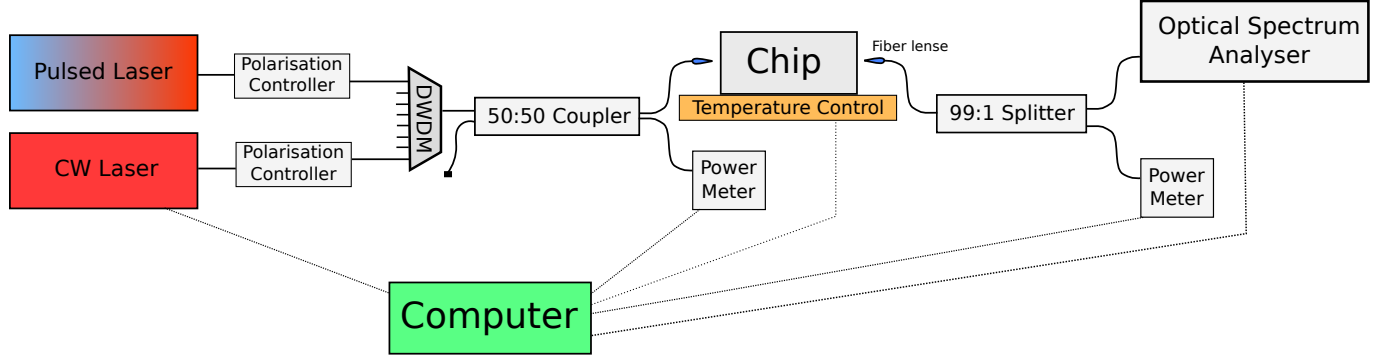 Pulsed Laser
Polarisation
Controller
CW Laser
Polarisation
Controller
DWDM
50:50 Coupler
Chip
Temperature Control
Fiber lense
Power
Meter
99:1 Splitter
Optical Spectrum
Analyser
Power
Meter
Computer